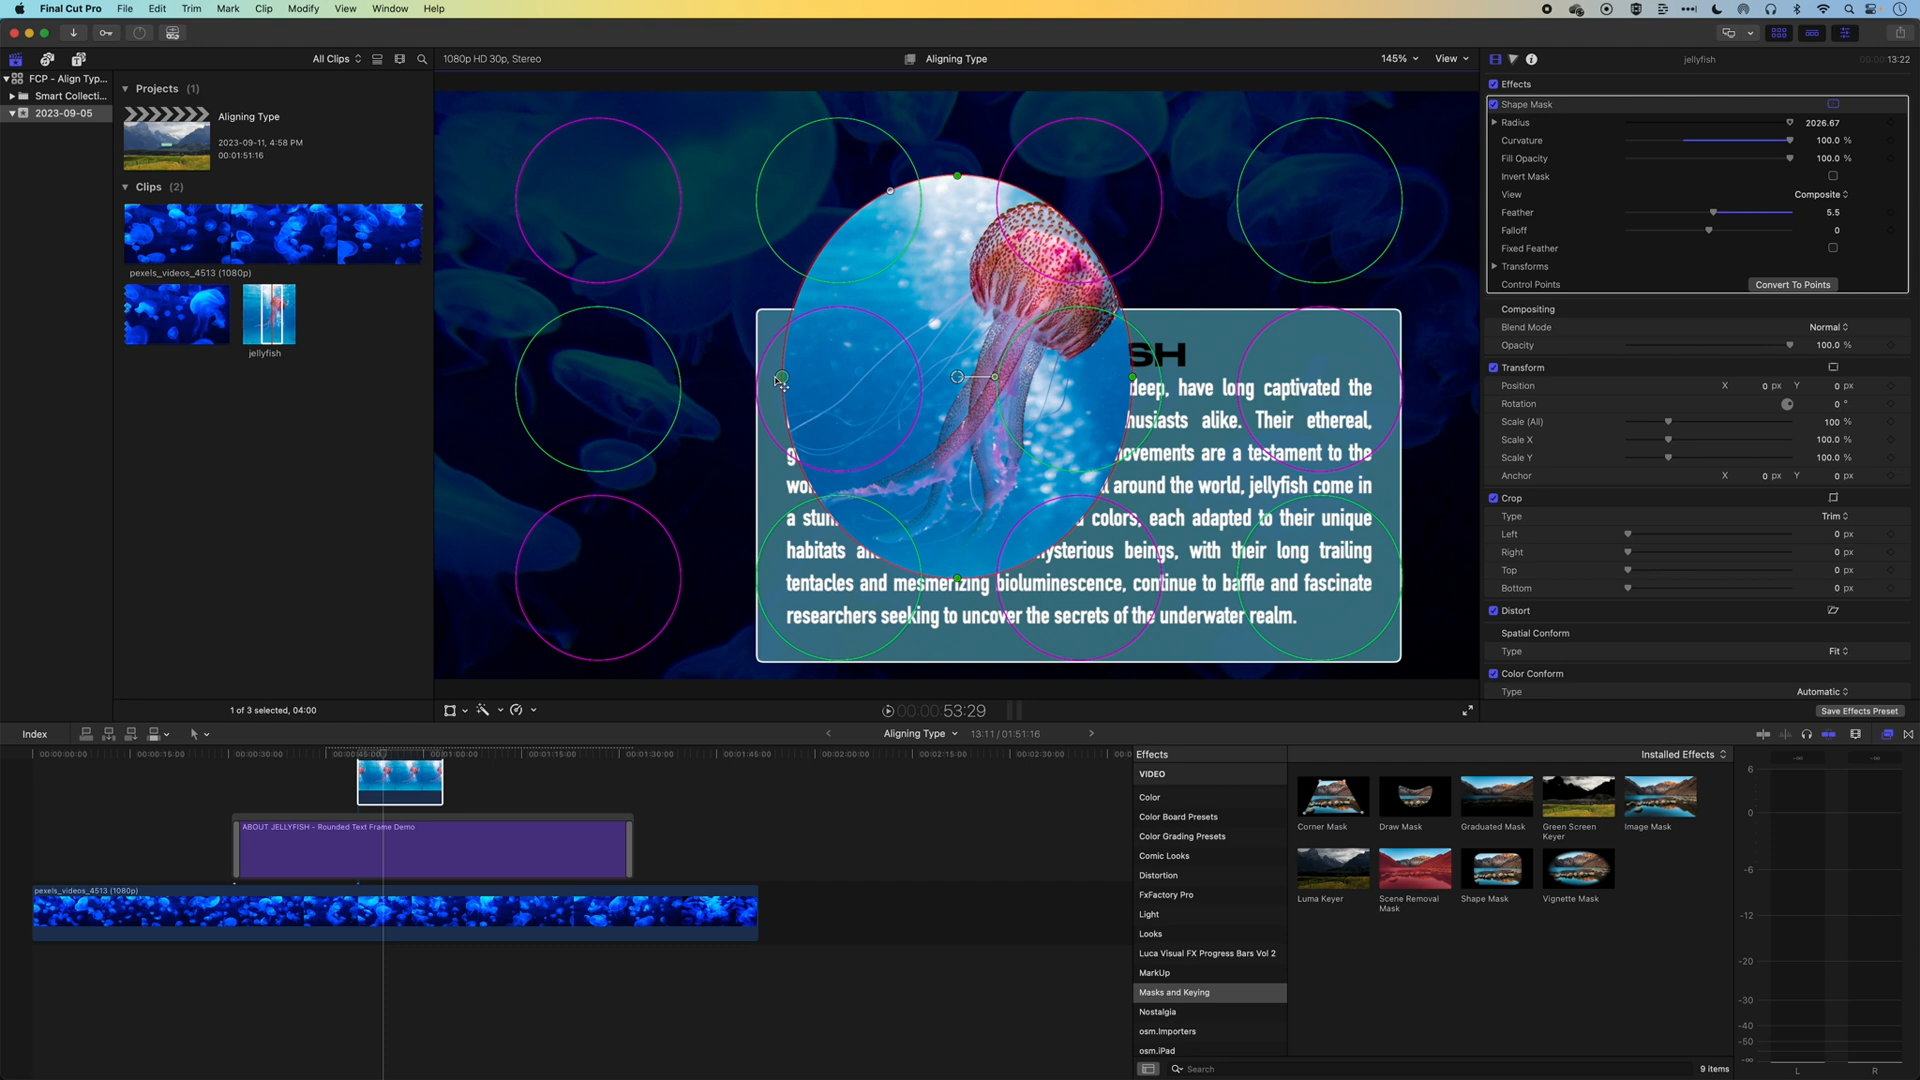 Final Cut Pro File Edit Trim Mark Clip Modify View Window Help
All Clips
1080p HD 30p, Stereo
Aligning Type
145%
View
jellyfish
00:00:13:22
FCP - Align Typ...
Smart Collecti...
2023-09-05
Projects (1)
Aligning Type
2023-09-11, 4:58 PM
00:01:51:16
Clips (2)
pexels_videos_4513 (1080p)
jellyfish
1 of 3 selected, 04:00
SH
deep, have long captivated the
husiasts alike. Their ethereal,
g ovements are a testament to the
wo around the world, jellyfish come in
a stun colors, each adapted to their unique
habitats an mysterious beings, with their long trailing
tentacles and mesmerizing bioluminescence, continue to baffle and fascinate
researchers seeking to uncover the secrets of the underwater realm.
00:00:53:29
Effects
Shape Mask
Radius 2026.67
Curvature 100.0 %
Fill Opacity 100.0 %
Invert Mask
View Composite
Feather 5.5
Falloff 0
Fixed Feather
Transforms
Control Points Convert To Points
Compositing
Blend Mode Normal
Opacity 100.0 %
Transform
Position X 0 px Y 0 px
Rotation 0 °
Scale (All) 100 %
Scale X 100.0 %
Scale Y 100.0 %
Anchor X 0 px Y 0 px
Crop
Type Trim
Left 0 px
Right 0 px
Top 0 px
Bottom 0 px
Distort
Spatial Conform
Type Fit
Color Conform
Type Automatic
Save Effects Preset
Index
Aligning Type
13:11 / 01:51:16
00:00:00:00 00:00:15:00 00:00:30:00 00:00:45:00 00:01:00:00 00:01:15:00 00:01:30:00 00:01:45:00 00:02:00:00 00:02:15:00 00:02:30:00 00:0
ABOUT JELLYFISH - Rounded Text Frame Demo
pexels_videos_4513 (1080p)
Effects
Installed Effects
VIDEO
Color
Color Board Presets
Color Grading Presets
Comic Looks
Distortion
FxFactory Pro
Light
Looks
Luca Visual FX Progress Bars Vol 2
MarkUp
Masks and Keying
Nostalgia
osm.Importers
osm.iPad
Corner Mask
Draw Mask
Graduated Mask
Green Screen
Keyer
Image Mask
Luma Keyer
Scene Removal
Mask
Shape Mask
Vignette Mask
Search
9 items
6
0
-6
-12
-20
-30
-40
-50
-∞
-∞ -∞
L R